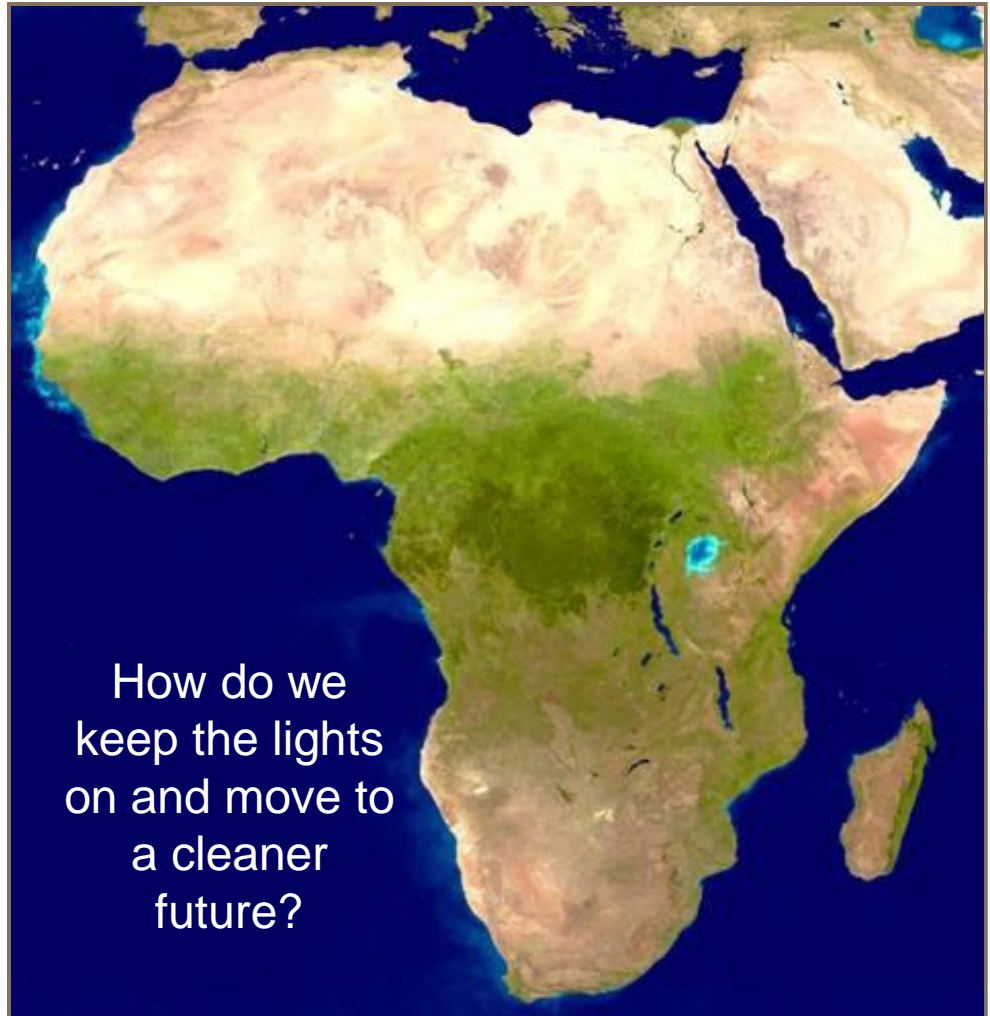 How do we
keep the lights
on and move to
a cleaner
future?